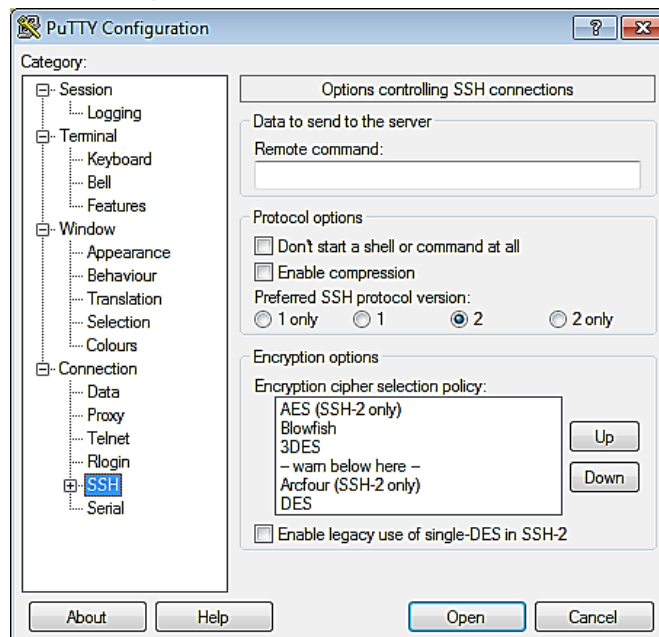 PuTTY Configuration
?
Category:
Session
Logging
Terminal
Keyboard
Bell
Features
Window
Appearance
Behaviour
Translation
Selection
Colours
Connection
Data
Proxy
Telnet
Rlogin
SSH
Serial
Options controlling SSH connections
Data to send to the server
Remote command:
Protocol options
Don't start a shell or command at all
Enable compression
Preferred SSH protocol version:
1 only 1 2 2 only
Encryption options
Encryption cipher selection policy:
AES (SSH-2 only)
Blowfish
3DES
-- warn below here --
Arcfour (SSH-2 only)
DES
Up
Down
Enable legacy use of single-DES in SSH-2
About Help Open Cancel